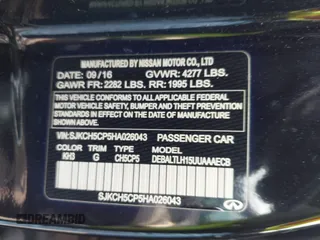 MANUFACTURED BY NISSAN MOTOR CO., LTD.
DATE: 09/16 GVWR: 4277 LBS.
GAWR FR: 2282 LBS. RR: 1995 LBS.
THIS VEHICLE CONFORMS TO ALL APPLICABLE
FEDERAL MOTOR VEHICLE SAFETY, BUMPER, AND
THEFT PREVENTION STANDARDS IN EFFECT ON
THE DATE OF MANUFACTURE SHOWN ABOVE.
VIN:SJKCH5CP5HA026043 PASSENGER CAR
COLOR TRIM TYPE MODEL
KH3 G CH5CP5 DEBALTLH15UUAAAECB
SJKCH5CP5HA026043
INFINITI
DREAMBID